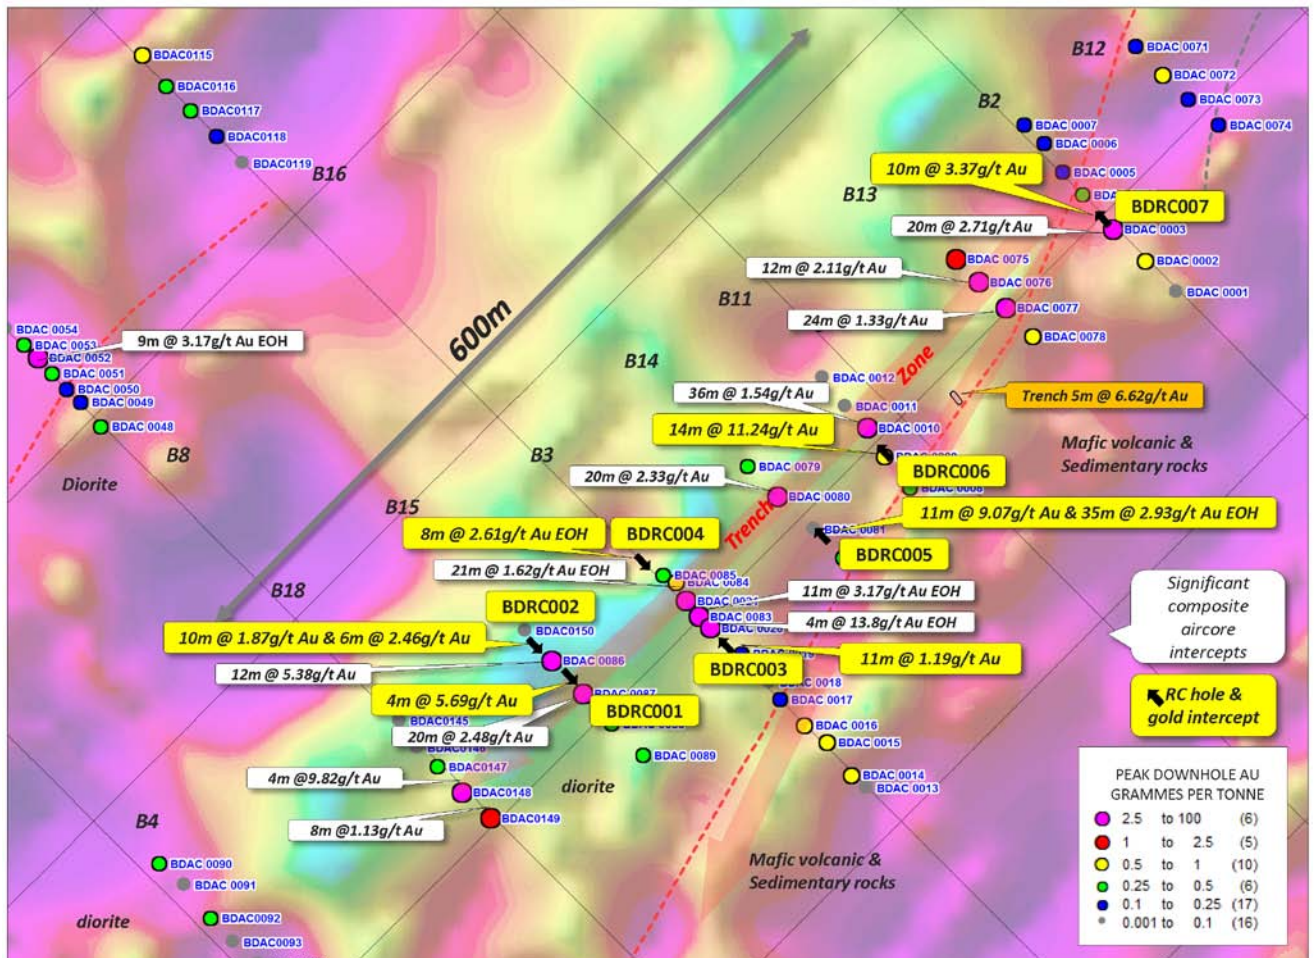 BDAC0115
BDAC0116
BDAC0117
BDAC0118
BDAC0119
B16
B12
BDAC 0071
BDAC 0072
BDAC 0073
BDAC 0074
B2
BDAC 0007
BDAC 0006
BDAC 0005
10m @ 3.37g/t Au
BDRC007
B13
20m @ 2.71g/t Au
BDAC 0003
BDAC 0002
BDAC 0001
BDAC 0075
12m @ 2.11g/t Au
BDAC 0076
B11
24m @ 1.33g/t Au
BDAC 0077
BDAC 0078
600m
BDAC 0054
BDAC 0053
9m @ 3.17g/t Au EOH
BDAC 0052
BDAC 0051
BDAC 0050
BDAC 0049
BDAC 0048
B8
Diorite
B14
Zone
BDAC 0012
36m @ 1.54g/t Au
BDAC 0011
Trench 5m @ 6.62g/t Au
14m @ 11.24g/t Au
BDAC 0010
Mafic volcanic &
Sedimentary rocks
B3
BDAC 0079
BDRC006
BDAC 0008
20m @ 2.33g/t Au
BDAC 0080
B15
Trench
11m @ 9.07g/t Au & 35m @ 2.93g/t Au EOH
BDAC 0081
8m @ 2.61g/t Au EOH
BDRC004
BDRC005
21m @ 1.62g/t Au EOH
BDAC 0085
BDAC 0084
B18
11m @ 3.17g/t Au EOH
BDRC002
BDAC 0083
4m @ 13.8g/t Au EOH
10m @ 1.87g/t Au & 6m @ 2.46g/t Au
BDAC0150
BDRC003
11m @ 1.19g/t Au
12m @ 5.38g/t Au
BDAC 0086
BDAC 0087
4m @ 5.69g/t Au
BDRC001
BDAC 0018
BDAC 0017
BDAC0145
20m @ 2.48g/t Au
BDAC0146
BDAC 0016
BDAC 0015
BDAC 0089
BDAC0147
4m @9.82g/t Au
BDAC0148
diorite
BDAC 0014
BDAC 0013
8m @1.13g/t Au
BDAC0149
B4
BDAC 0090
BDAC 0091
Mafic volcanic &
Sedimentary rocks
BDAC0092
diorite
BDAC0093
Significant
composite
aircore
intercepts
RC hole &
gold intercept
PEAK DOWNHOLE AU
GRAMMES PER TONNE
2.5 to 100 (6)
1 to 2.5 (5)
0.5 to 1 (10)
0.25 to 0.5 (6)
0.1 to 0.25 (17)
0.001 to 0.1 (16)